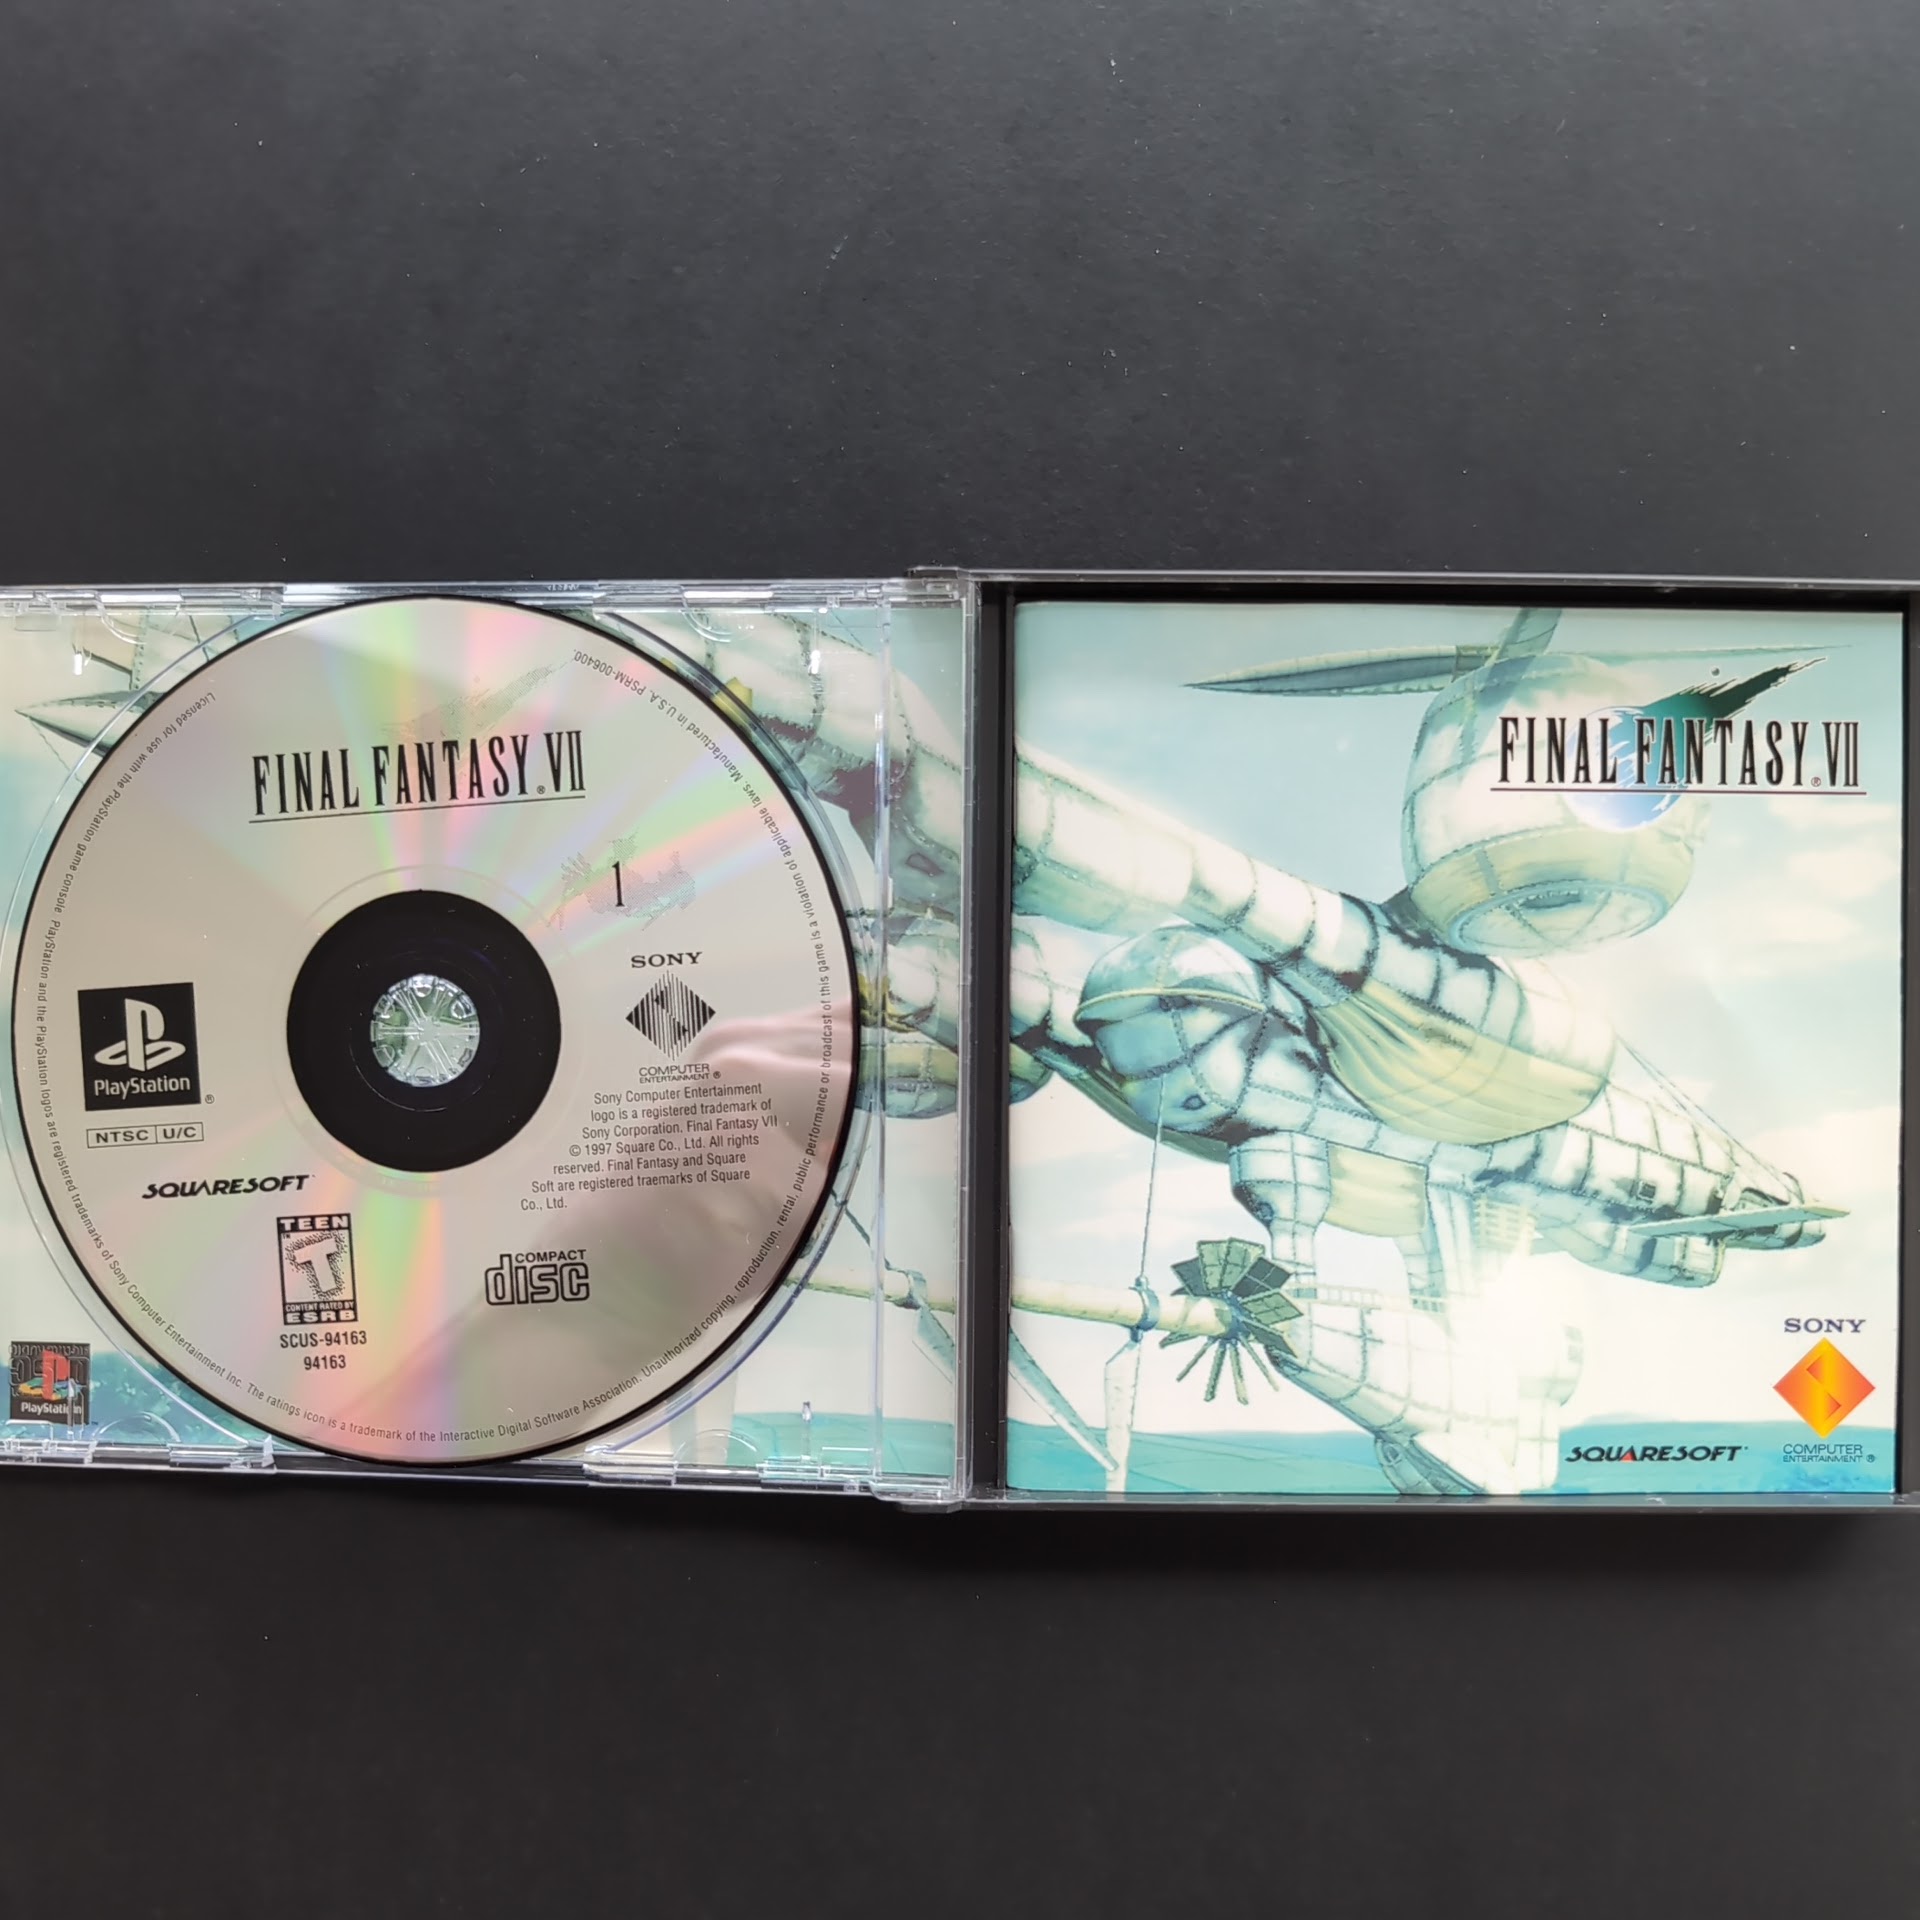 FINAL FANTASY® VII
1
SONY
COMPUTER
ENTERTAINMENT ®
Sony Computer Entertainment
logo is a registered trademark of
Sony Corporation. Final Fantasy VII
© 1997 Square Co., Ltd. All rights
reserved. Final Fantasy and Square
Soft are registered traemarks of Square
Co., Ltd.
PlayStation
®
NTSC U/C
SQUARESOFT™
TEEN
T
CONTENT RATED BY
ESRB
SCUS-94163
94163
COMPACT
disc
Licensed for use with the PlayStation game console. PlayStation and the PlayStation logos are registered trademarks of Sony Computer Entertainment Inc. The ratings icon is a trademark of the Interactive Digital Software Association. Unauthorized copying, reproduction, rental, public performance or broadcast of this game is a violation of applicable laws. Manufactured in U.S.A. PSRM-006400.
PlayStation
FINAL FANTASY® VII
SONY
SQUARESOFT™
COMPUTER
ENTERTAINMENT ®